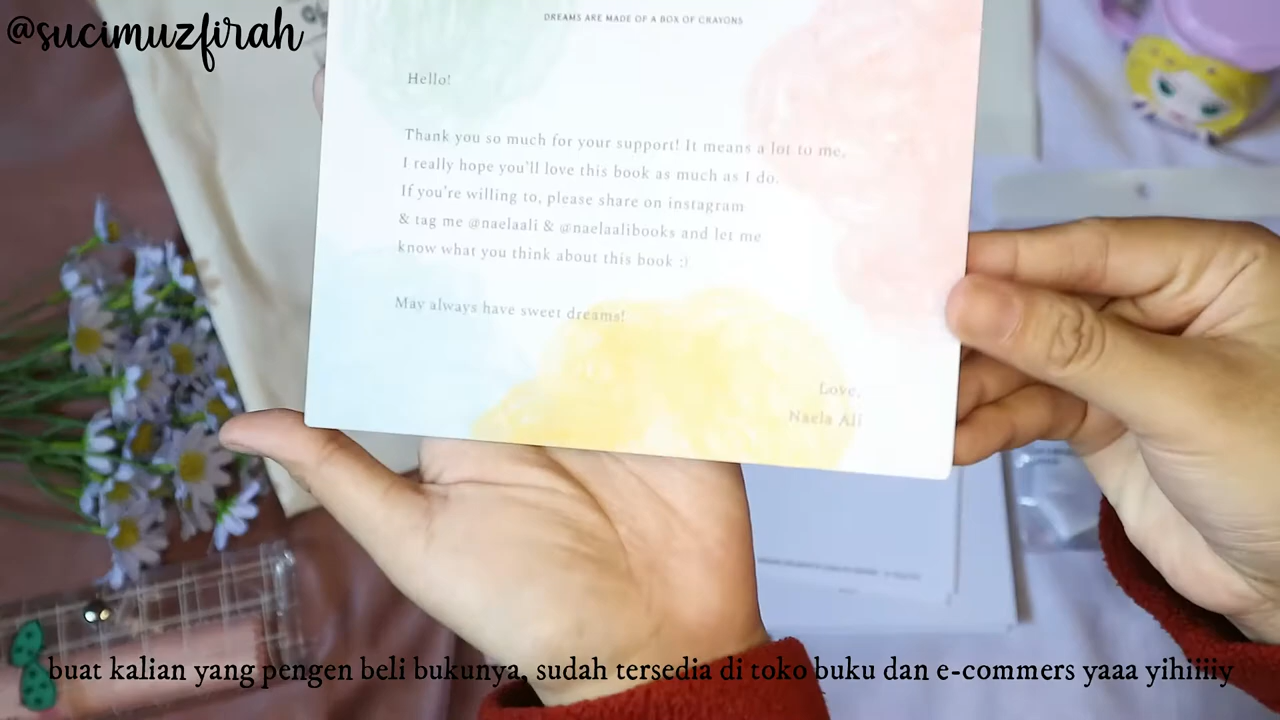 @sucimuzfirah
DREAMS ARE MADE OF A BOX OF CRAYONS
Hello!
Thank you so much for your support! It means a lot to me,
I really hope you'll love this book as much as I do.
If you're willing to, please share on instagram
& tag me @naelaali & @naelaalibooks and let me
know what you think about this book :)
May always have sweet dreams!
Love,
Naela Ali
buat kalian yang pengen beli bukunya, sudah tersedia di toko buku dan e-commers yaaa yihiiiiy